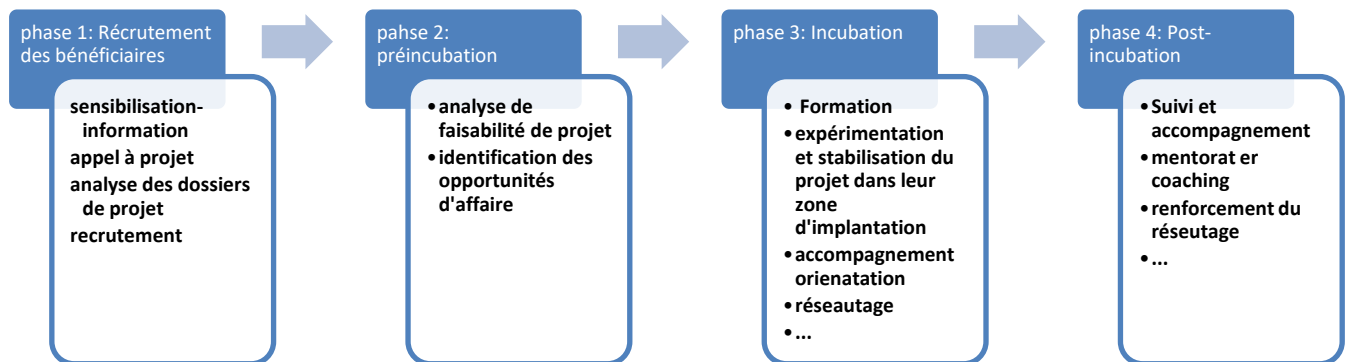 phase 1: Récrutement
des bénéficiaires
sensibilisation-
information
appel à projet
analyse des dossiers
de projet
recrutement
pahse 2:
préincubation
•analyse de
faisabilité de projet
•identification des
opportunités
d'affaire
phase 3: Incubation
• Formation
•expérimentation
et stabilisation du
projet dans leur
zone
d'implantation
•accompagnement
orienatation
•réseautage
•...
phase 4: Post-
incubation
•Suivi et
accompagnement
•mentorat er
coaching
•renforcement du
réseutage
•...